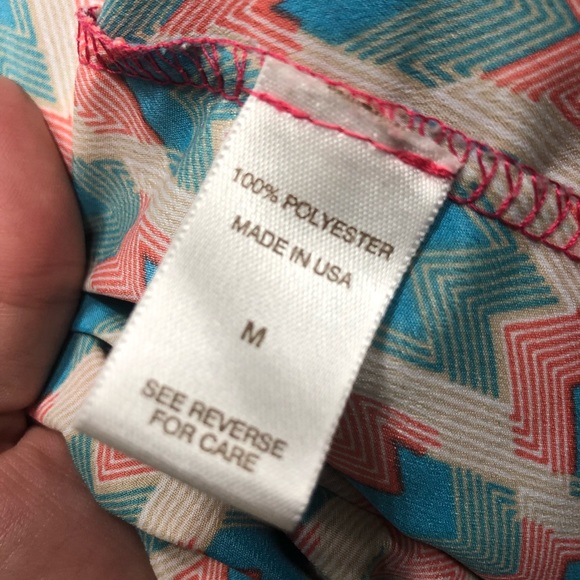 100% POLYESTER
MADE IN USA
M
SEE REVERSE
FOR CARE